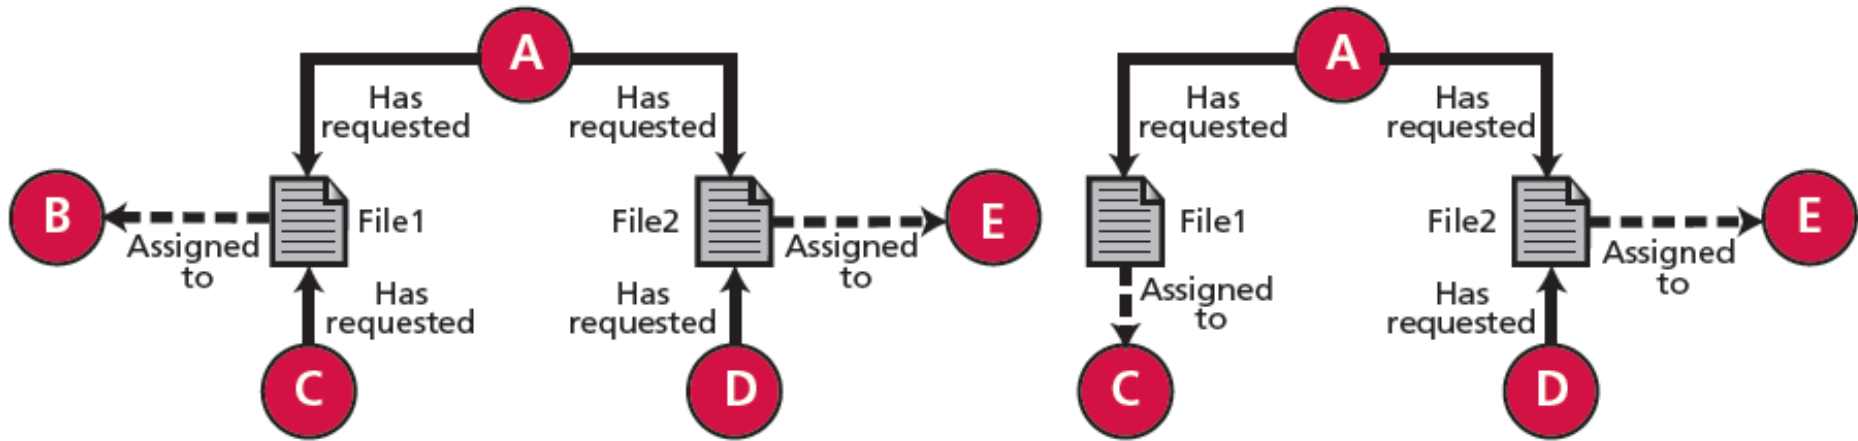 A
Has
requested
Has
requested
B
Assigned
to
File1
File2
Assigned
to
E
Has
requested
C
Has
requested
D
A
Has
requested
Has
requested
File1
Assigned
to
C
File2
Assigned
to
E
Has
requested
D